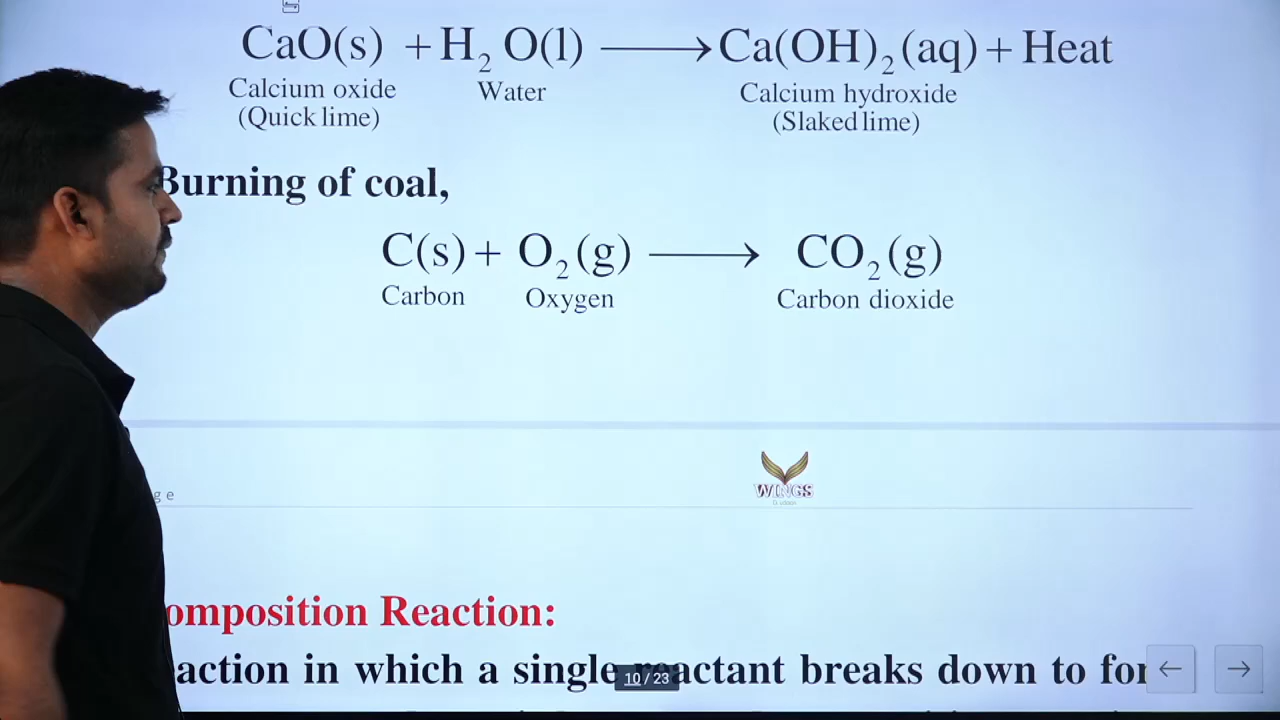 CaO(s) + H₂O(l) ⟶ Ca(OH)₂(aq) + Heat
Calcium oxide Water Calcium hydroxide
(Quick lime) (Slaked lime)
Burning of coal,
C(s) + O₂(g) ⟶ CO₂(g)
Carbon Oxygen Carbon dioxide
WINGS
g e
omposition Reaction:
action in which a single reactant breaks down to for
10 / 23